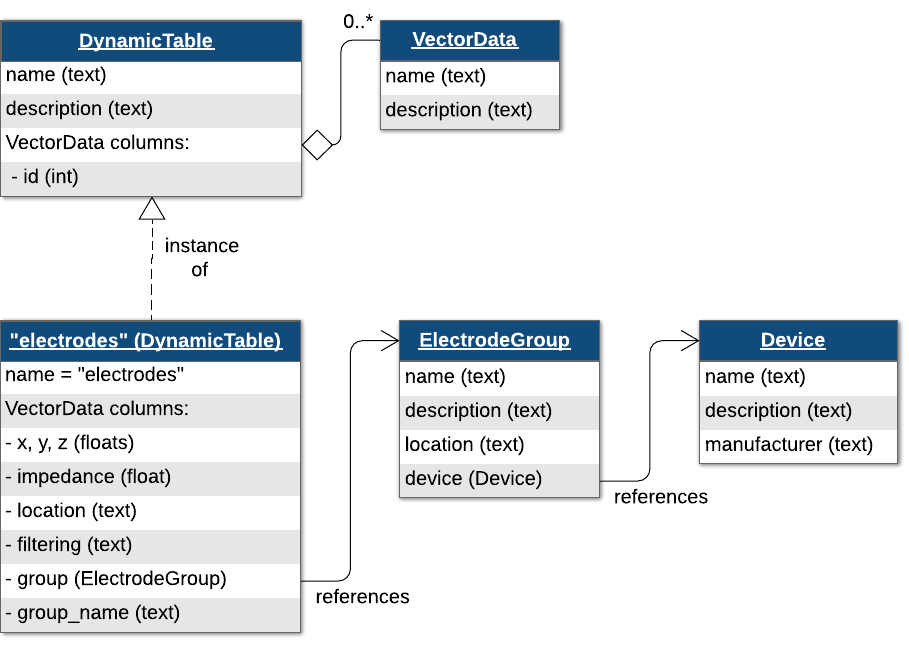 DynamicTable
name (text)
description (text)
VectorData columns:
- id (int)
0..*
VectorData
name (text)
description (text)
instance
of
"electrodes" (DynamicTable)
name = "electrodes"
VectorData columns:
- x, y, z (floats)
- impedance (float)
- location (text)
- filtering (text)
- group (ElectrodeGroup)
- group_name (text)
references
ElectrodeGroup
name (text)
description (text)
location (text)
device (Device)
references
Device
name (text)
description (text)
manufacturer (text)